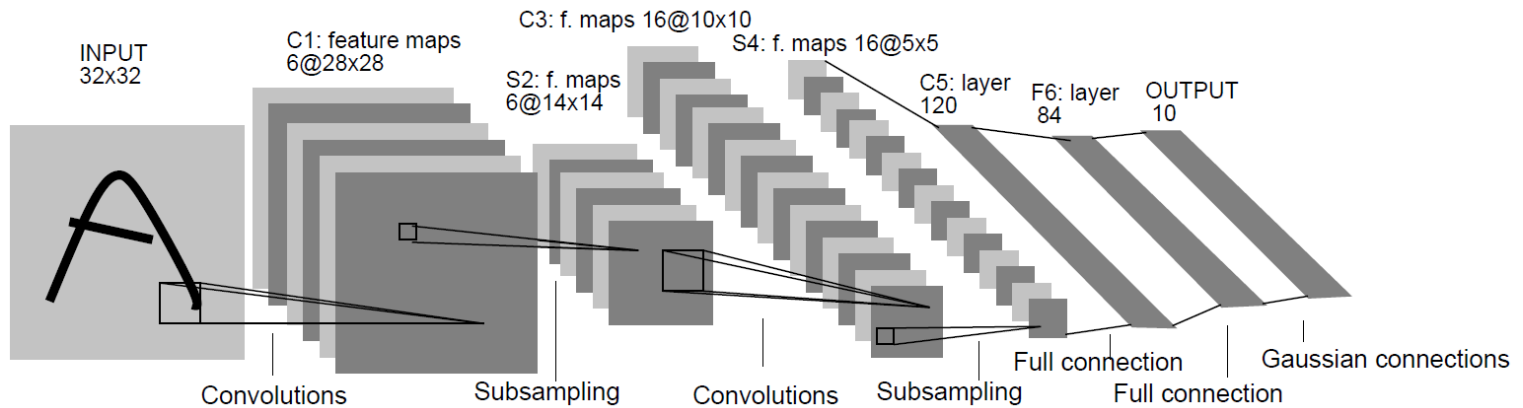 INPUT
32x32
C1: feature maps
6@28x28
S2: f. maps
6@14x14
C3: f. maps 16@10x10
S4: f. maps 16@5x5
C5: layer
120
F6: layer
84
OUTPUT
10
Convolutions
Subsampling
Convolutions
Subsampling
Full connection
Full connection
Gaussian connections